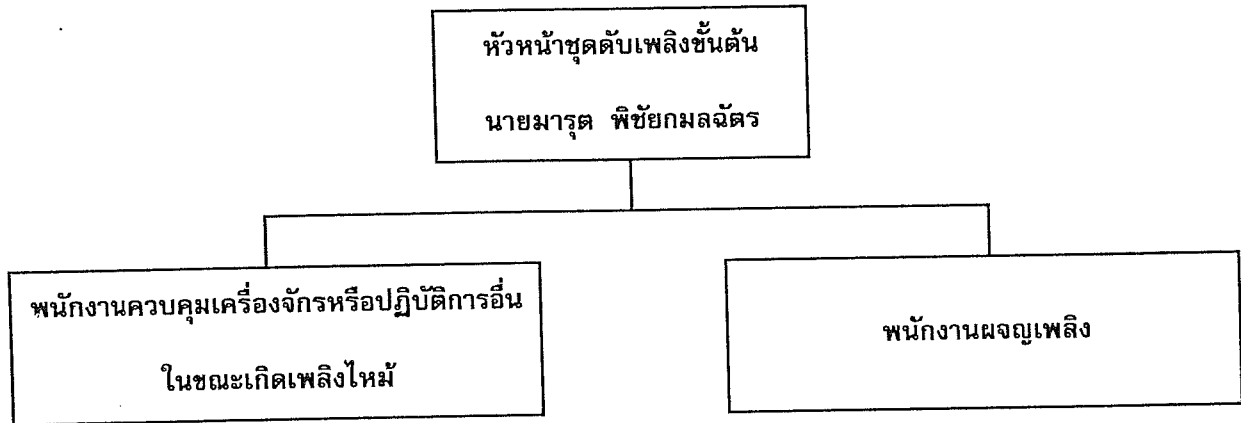 หัวหน้าชุดดับเพลิงขั้นต้น
นายมารุต พิชัยกมลฉัตร
พนักงานควบคุมเครื่องจักรหรือปฏิบัติการอื่น
ในขณะเกิดเพลิงไหม้
พนักงานผจญเพลิง